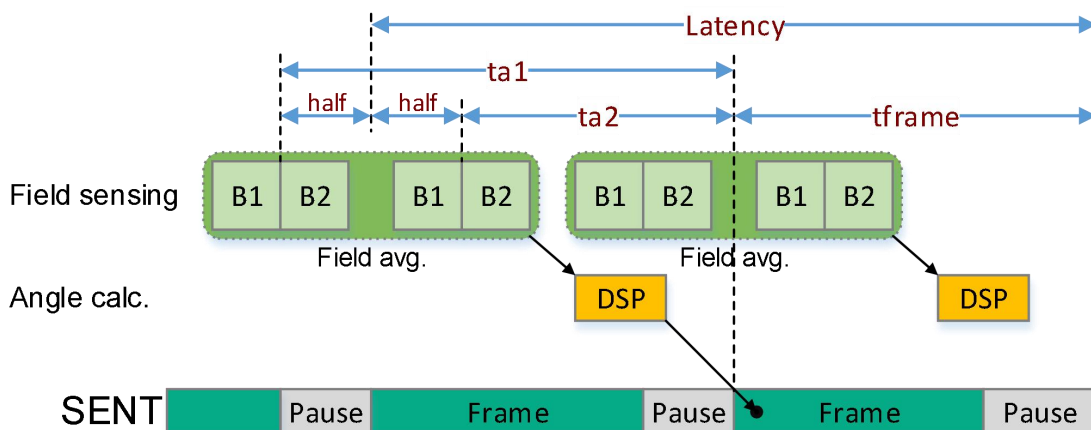 Latency
ta1
half half
ta2 tframe
Field sensing B1 B2 B1 B2 B1 B2 B1 B2
Field avg. Field avg.
Angle calc. DSP DSP
SENT Pause Frame Pause Frame Pause